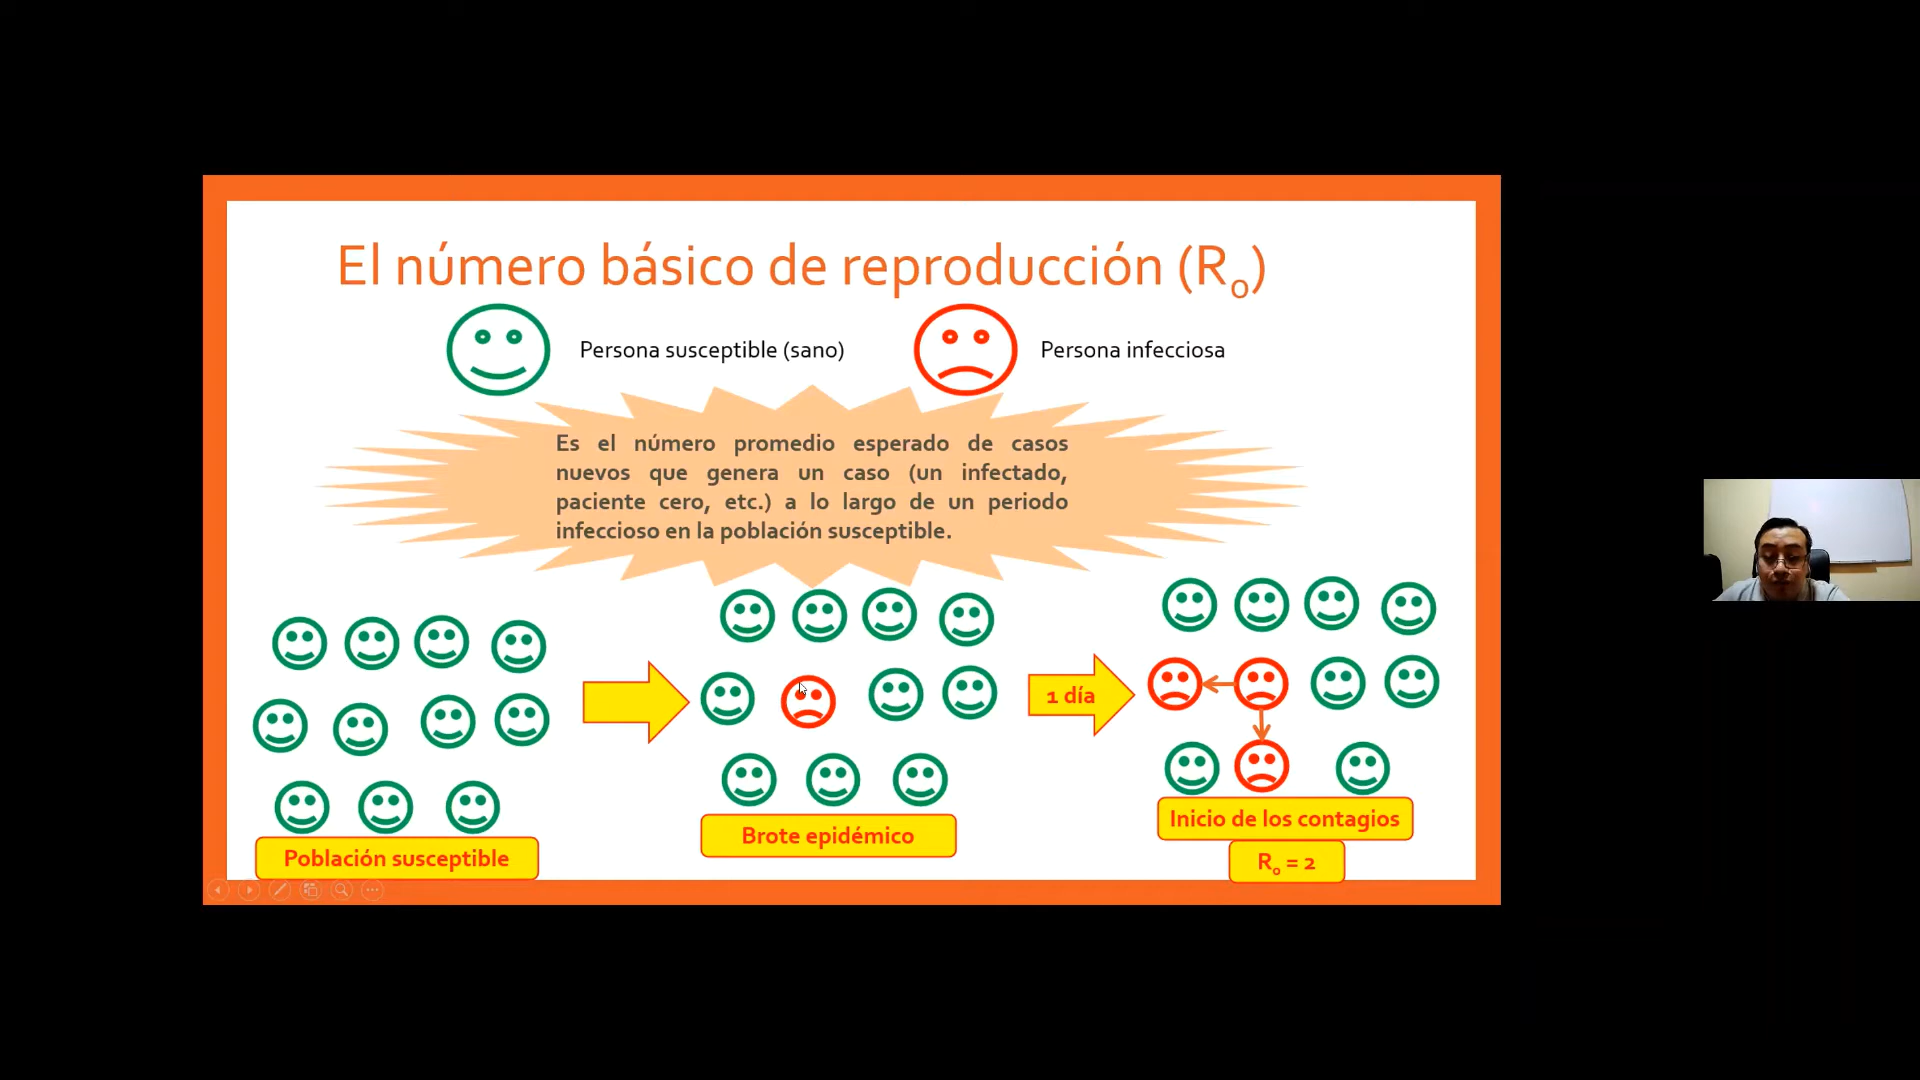 El número básico de reproducción (R₀)
Persona susceptible (sano)
Persona infecciosa
Es el número promedio esperado de casos
nuevos que genera un caso (un infectado,
paciente cero, etc.) a lo largo de un periodo
infeccioso en la población susceptible.
1 día
Población susceptible
Brote epidémico
Inicio de los contagios
R₀ = 2